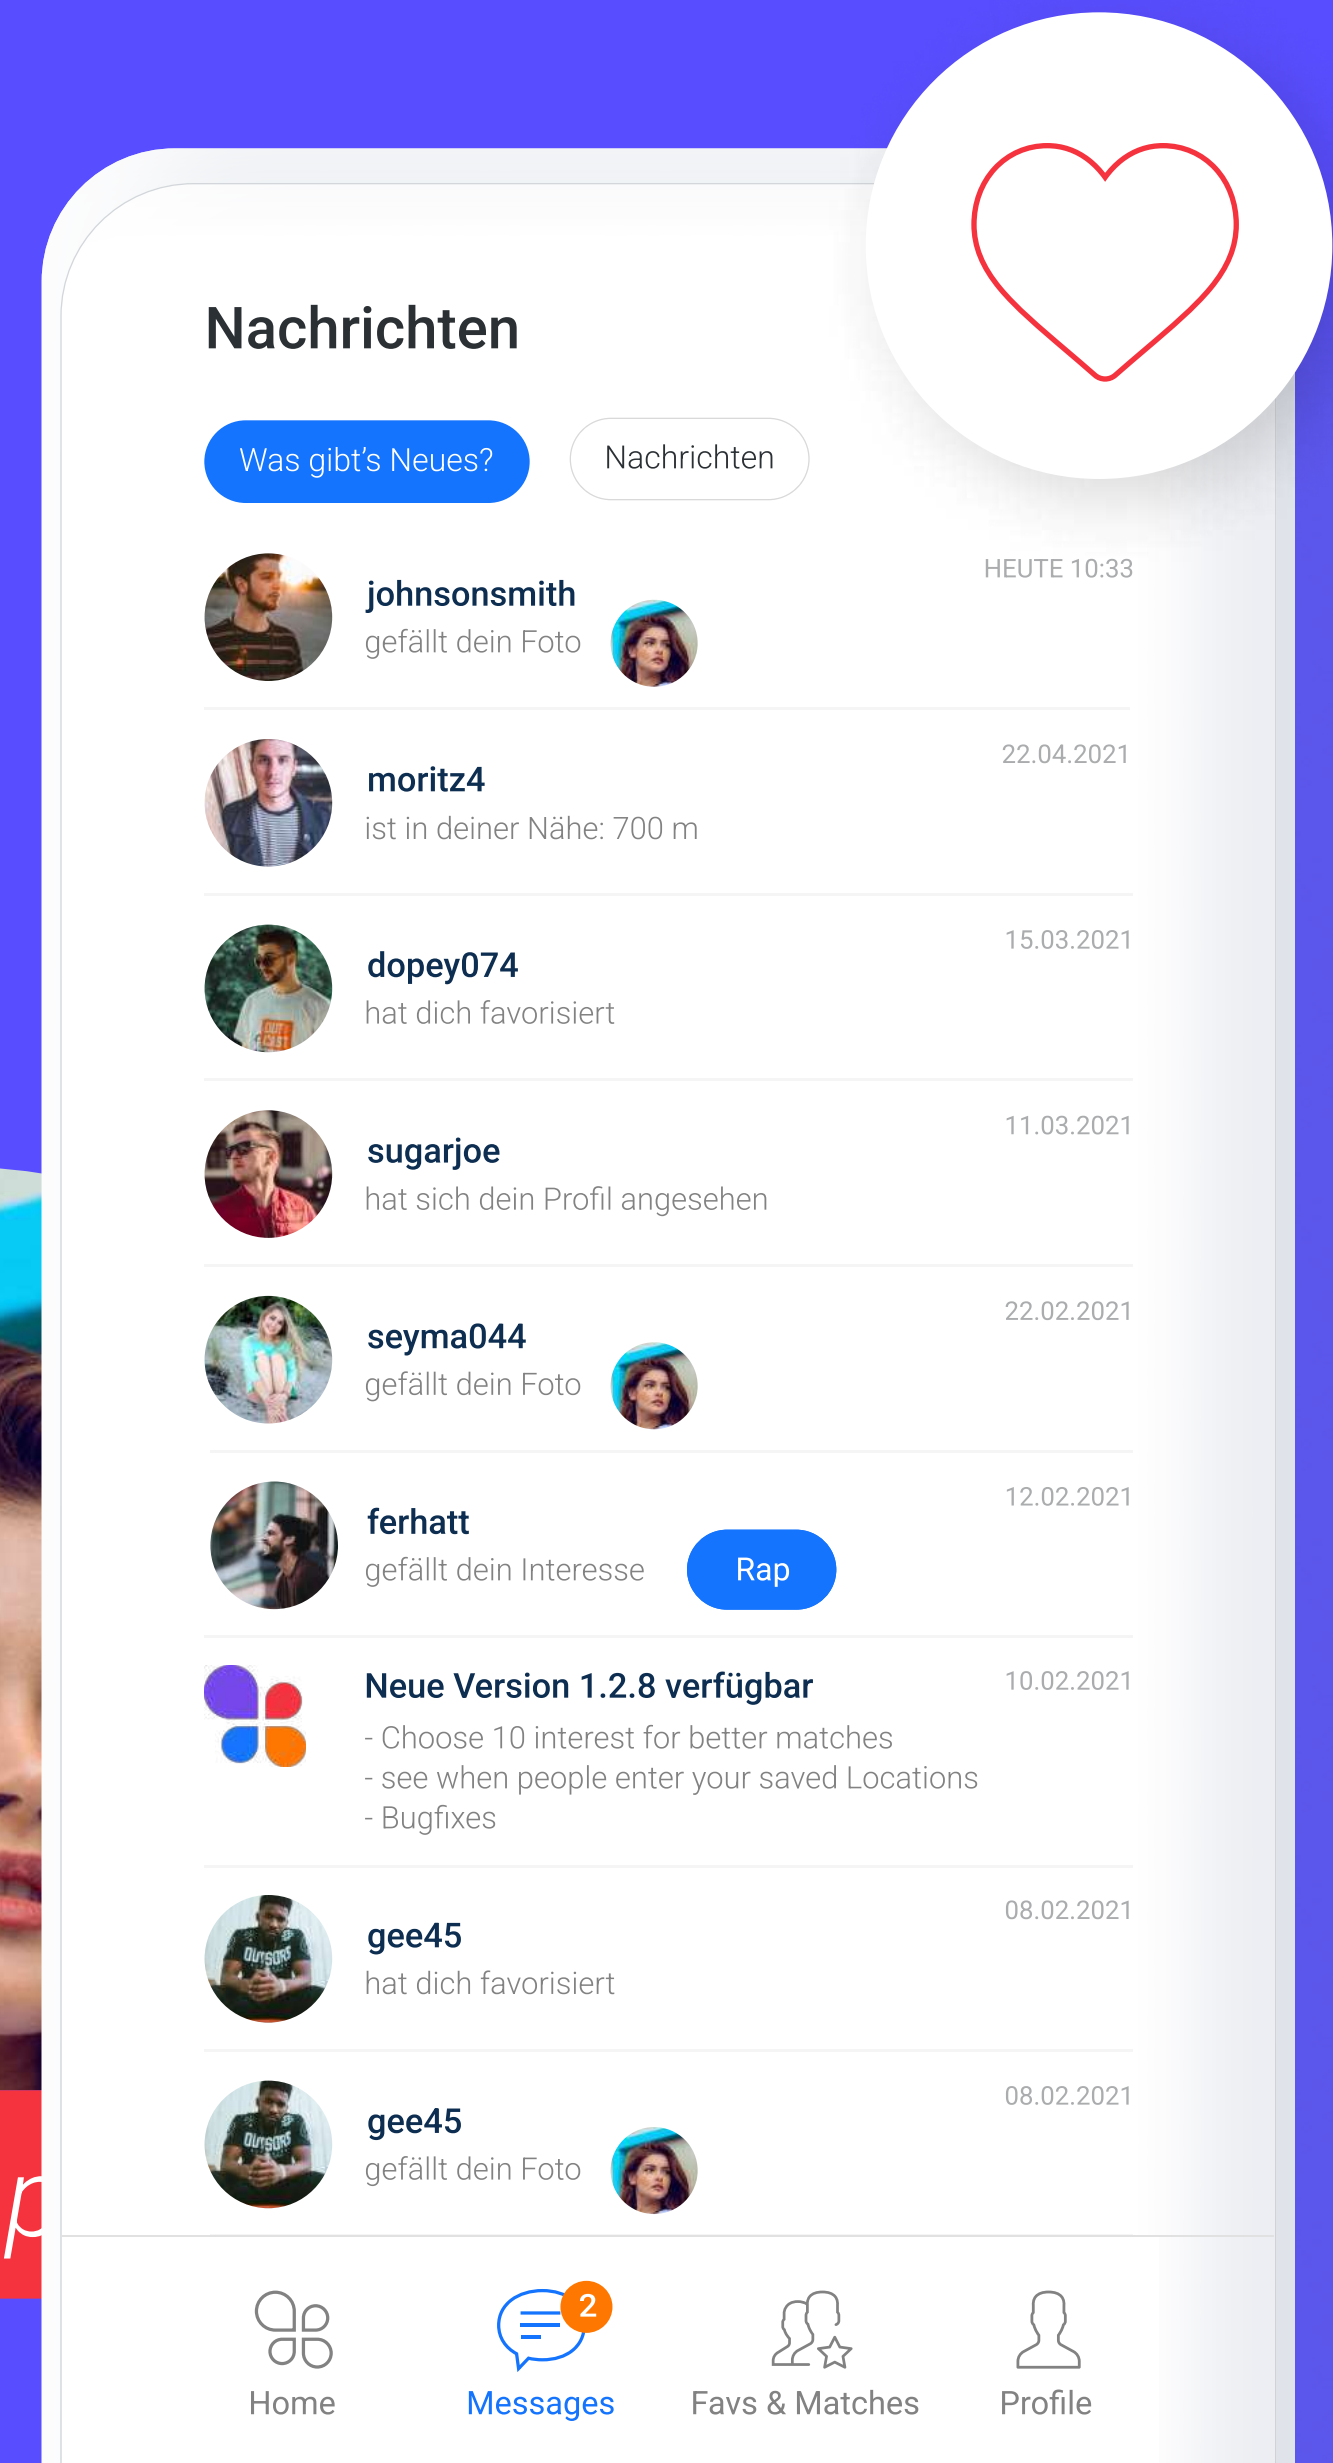 Nachrichten
Was gibt's Neues?
Nachrichten
HEUTE 10:33
johnsonsmith
gefällt dein Foto
22.04.2021
moritz4
ist in deiner Nähe: 700 m
15.03.2021
dopey074
hat dich favorisiert
OUT
CAST
11.03.2021
sugarjoe
hat sich dein Profil angesehen
22.02.2021
seyma044
gefällt dein Foto
12.02.2021
ferhatt
gefällt dein Interesse
Rap
Neue Version 1.2.8 verfügbar
10.02.2021
- Choose 10 interest for better matches
- see when people enter your saved Locations
- Bugfixes
08.02.2021
gee45
hat dich favorisiert
OUTSORS
08.02.2021
gee45
gefällt dein Foto
OUTSORS
p
2
Home
Messages
Favs & Matches
Profile